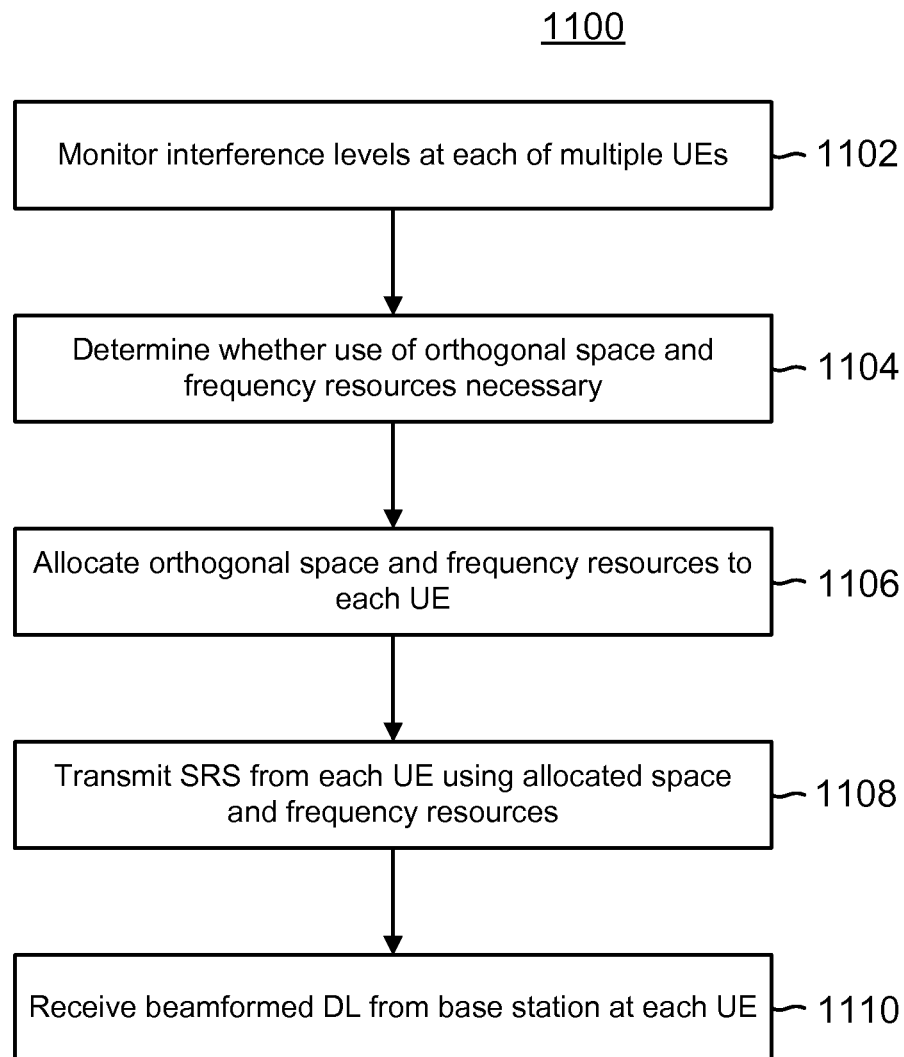 1100
Monitor interference levels at each of multiple UEs
1102
Determine whether use of orthogonal space and
frequency resources necessary
1104
Allocate orthogonal space and frequency resources to
each UE
1106
Transmit SRS from each UE using allocated space
and frequency resources
1108
Receive beamformed DL from base station at each UE
1110